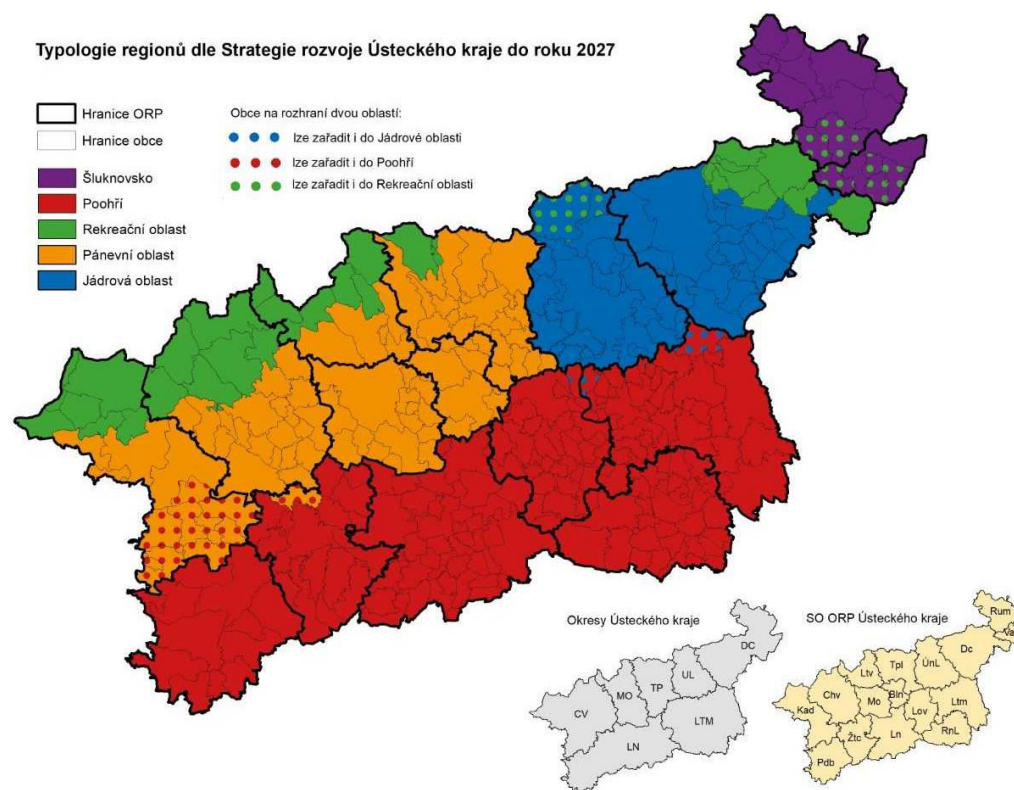 Typologie regionů dle Strategie rozvoje Ústeckého kraje do roku 2027
Hranice ORP
Hranice obce
Šluknovsko
Poohří
Rekreační oblast
Pánevní oblast
Jádrová oblast
Obce na rozhraní dvou oblastí:
lze zařadit i do Jádrové oblasti
lze zařadit i do Poohří
lze zařadit i do Rekreační oblasti
Okresy Ústeckého kraje
DC
UL
TP
MO
CV
LTM
LN
SO ORP Ústeckého kraje
Rum
Va
Dc
ÚnL
Tpl
Ltv
Chv
Kad
Mo
Bln
Lov
Ltm
Žtc
Ln
RnL
Pdb